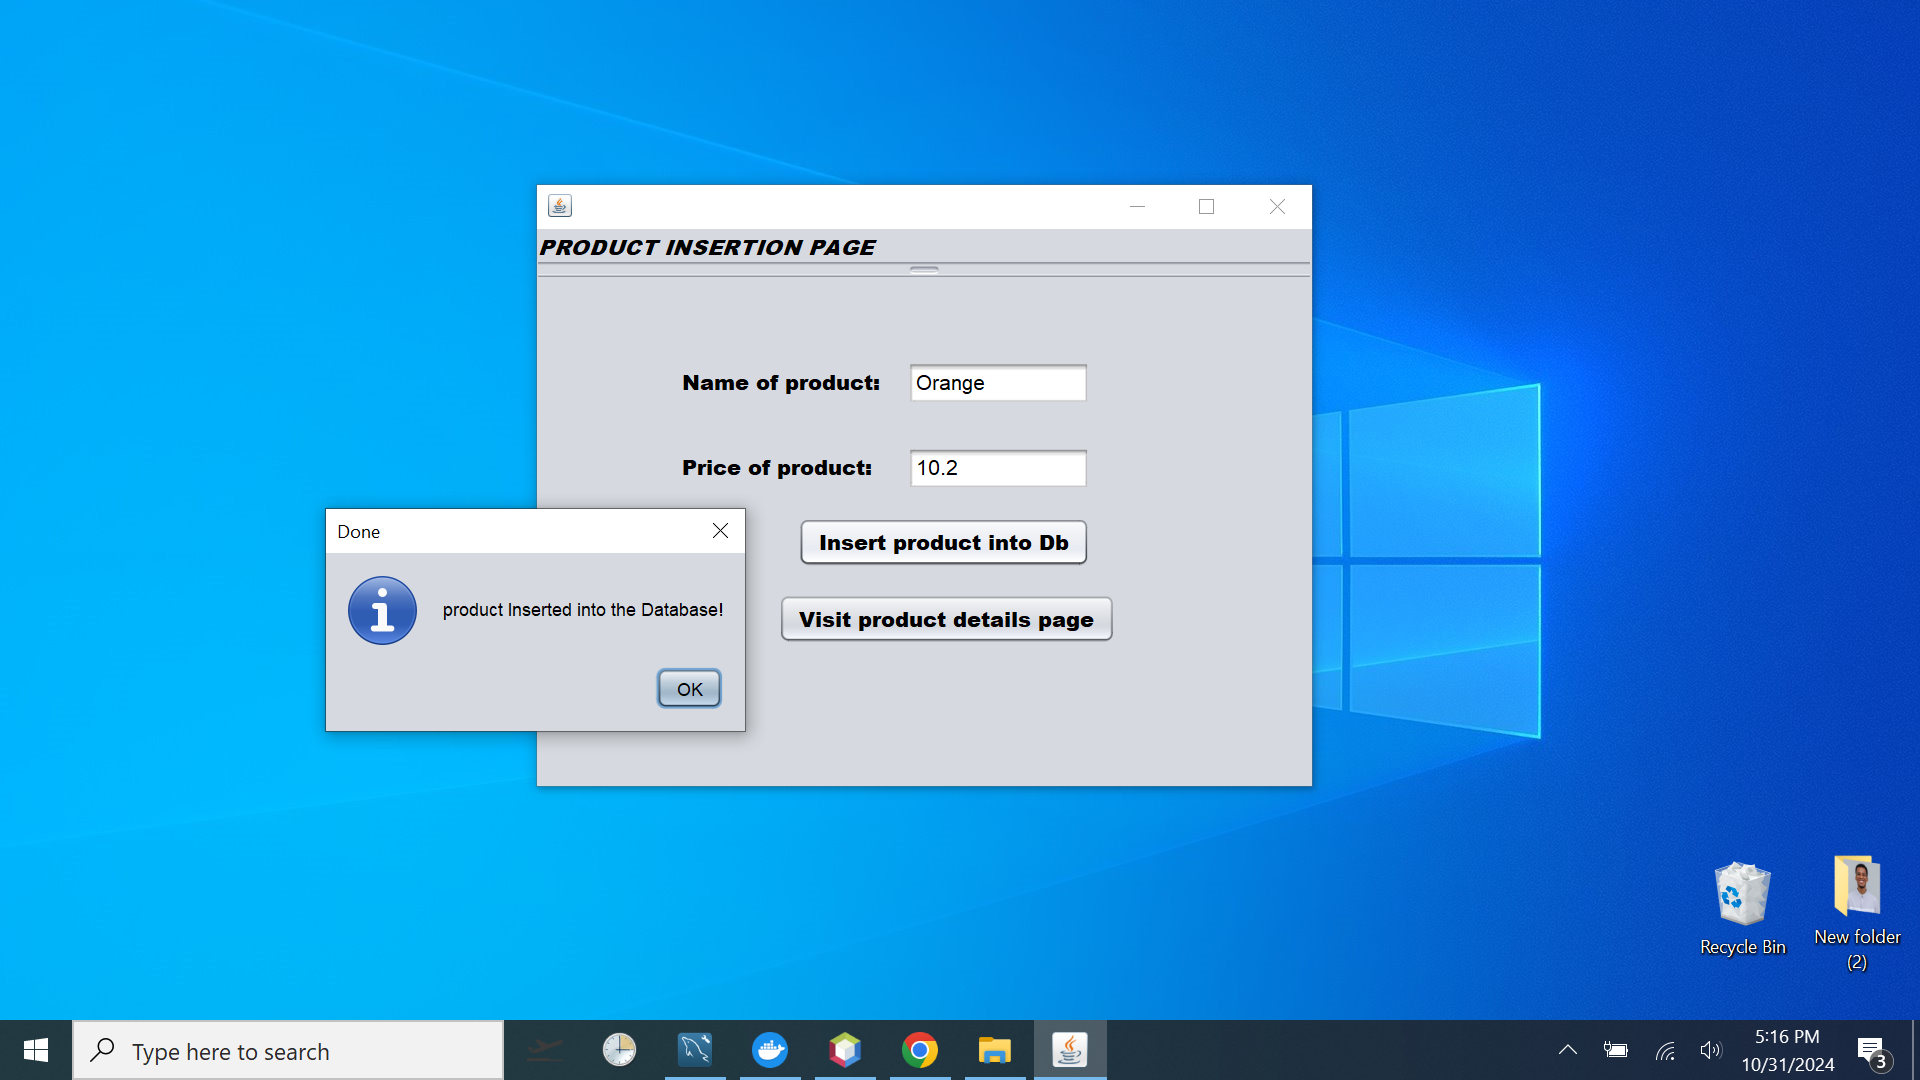 PRODUCT INSERTION PAGE
Name of product:
Orange
Price of product:
10.2
Insert product into Db
Visit product details page
Done
product Inserted into the Database!
OK
Recycle Bin
New folder
(2)
Type here to search
5:16 PM
10/31/2024
3